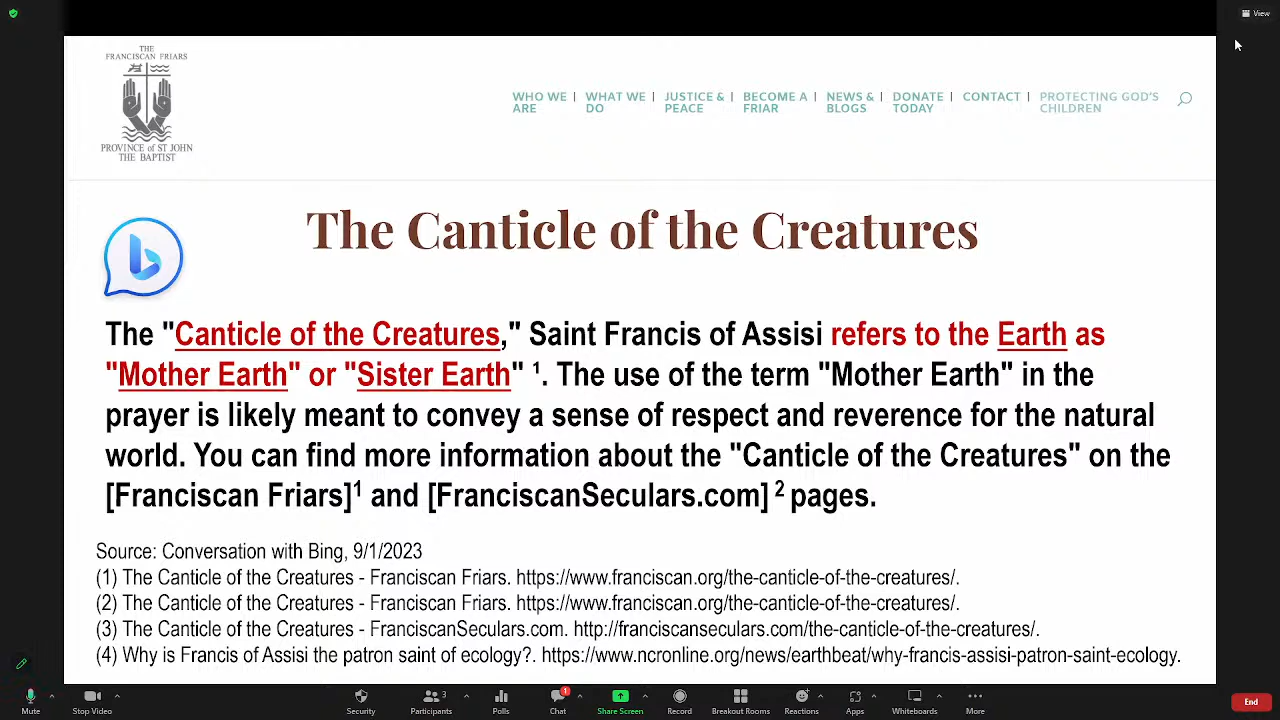 View
THE
FRANCISCAN FRIARS
PROVINCE of ST JOHN
THE BAPTIST
WHO WE ARE | WHAT WE DO | JUSTICE & PEACE | BECOME A FRIAR | NEWS & BLOGS | DONATE TODAY | CONTACT | PROTECTING GOD'S CHILDREN
The Canticle of the Creatures
The "Canticle of the Creatures," Saint Francis of Assisi refers to the Earth as
"Mother Earth" or "Sister Earth" ¹. The use of the term "Mother Earth" in the
prayer is likely meant to convey a sense of respect and reverence for the natural
world. You can find more information about the "Canticle of the Creatures" on the
[Franciscan Friars]¹ and [FranciscanSeculars.com] ² pages.
Source: Conversation with Bing, 9/1/2023
(1) The Canticle of the Creatures - Franciscan Friars. https://www.franciscan.org/the-canticle-of-the-creatures/.
(2) The Canticle of the Creatures - Franciscan Friars. https://www.franciscan.org/the-canticle-of-the-creatures/.
(3) The Canticle of the Creatures - FranciscanSeculars.com. http://franciscanseculars.com/the-canticle-of-the-creatures/.
(4) Why is Francis of Assisi the patron saint of ecology?. https://www.ncronline.org/news/earthbeat/why-francis-assisi-patron-saint-ecology.
3
1
Mute Stop Video Security Participants Polls Chat Share Screen Record Breakout Rooms Reactions Apps Whiteboards More End